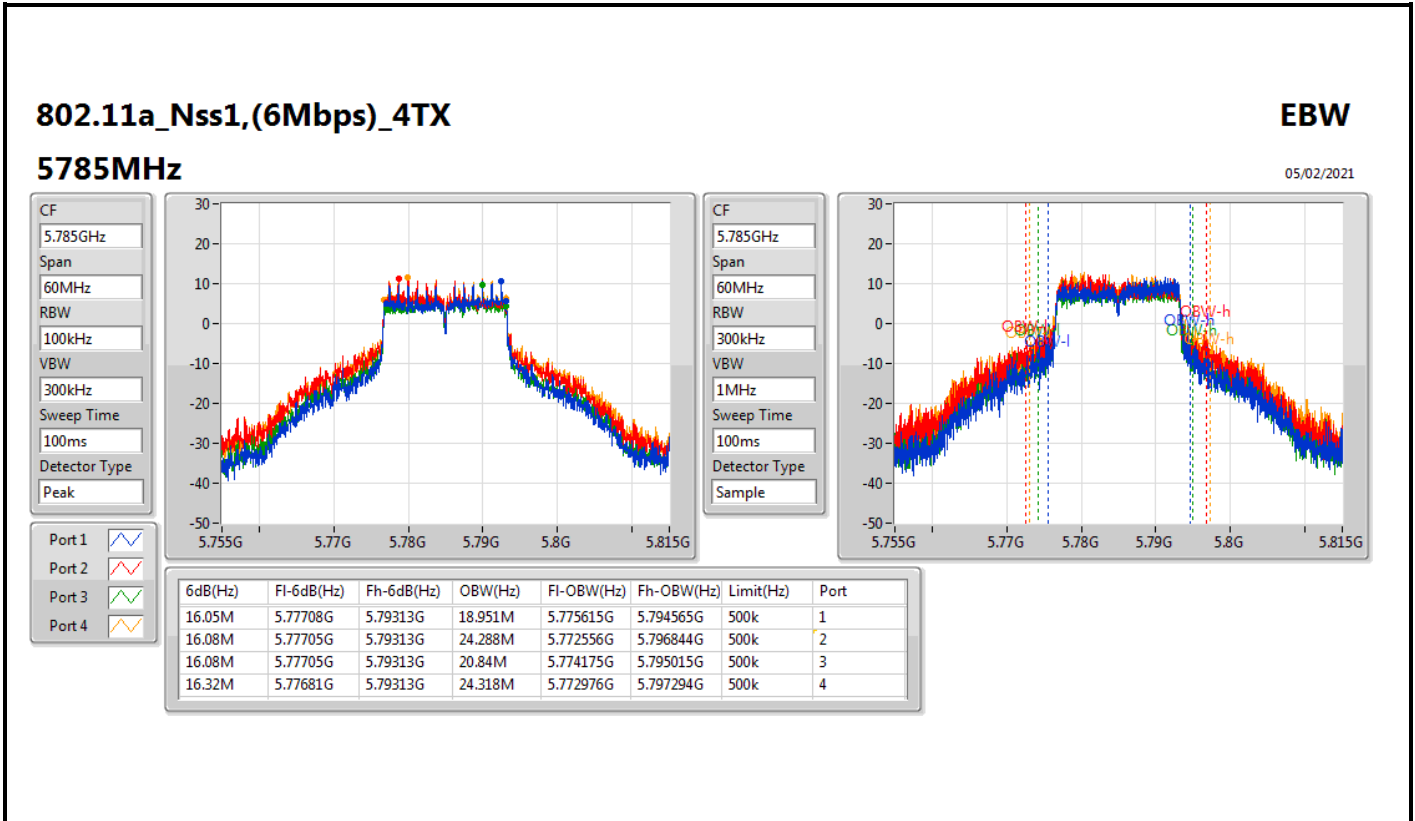 802.11a_Nss1,(6Mbps)_4TX
EBW
5785MHz
05/02/2021
CF
5.785GHz
Span
60MHz
RBW
100kHz
VBW
300kHz
Sweep Time
100ms
Detector Type
Peak
30
20
10
0
-10
-20
-30
-40
-50
5.755G 5.77G 5.78G 5.79G 5.8G 5.815G
CF
5.785GHz
Span
60MHz
RBW
300kHz
VBW
1MHz
Sweep Time
100ms
Detector Type
Sample
30
20
10
0
-10
-20
-30
-40
-50
OBW-h
OBW-h
OBW-h
OBW-h
OBW-l
5.755G 5.77G 5.78G 5.79G 5.8G 5.815G
Port 1
Port 2
Port 3
Port 4
6dB(Hz) Fl-6dB(Hz) Fh-6dB(Hz) OBW(Hz) Fl-OBW(Hz) Fh-OBW(Hz) Limit(Hz) Port
16.05M 5.77708G 5.79313G 18.951M 5.775615G 5.794565G 500k 1
16.08M 5.77705G 5.79313G 24.288M 5.772556G 5.796844G 500k 2
16.08M 5.77705G 5.79313G 20.84M 5.774175G 5.795015G 500k 3
16.32M 5.77681G 5.79313G 24.318M 5.772976G 5.797294G 500k 4